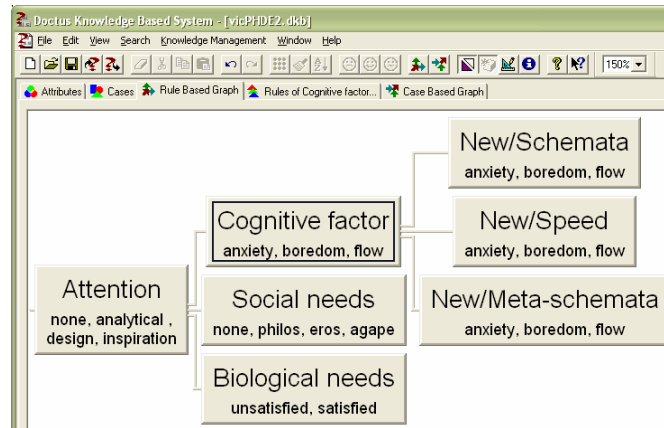 Doctus Knowledge Based System - [vicPHDE2.dkb]
File Edit View Search Knowledge Management Window Help
150%
Attributes Cases Rule Based Graph Rules of Cognitive factor... Case Based Graph
New/Schemata
anxiety, boredom, flow
Cognitive factor
anxiety, boredom, flow
New/Speed
anxiety, boredom, flow
Attention
none, analytical ,
design, inspiration
Social needs
none, philos, eros, agape
New/Meta-schemata
anxiety, boredom, flow
Biological needs
unsatisfied, satisfied